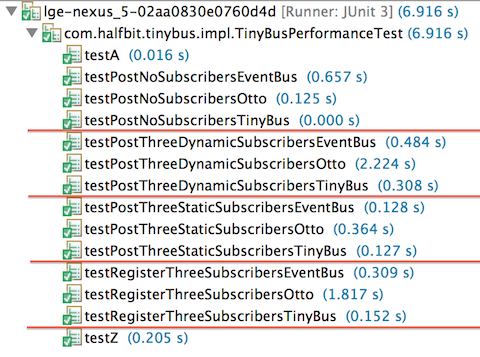 lge-nexus_5-02aa0830e0760d4d [Runner: JUnit 3] (6.916 s)
com.halfbit.tinybus.impl.TinyBusPerformanceTest (6.916 s)
testA (0.016 s)
testPostNoSubscribersEventBus (0.657 s)
testPostNoSubscribersOtto (0.125 s)
testPostNoSubscribersTinyBus (0.000 s)
testPostThreeDynamicSubscribersEventBus (0.484 s)
testPostThreeDynamicSubscribersOtto (2.224 s)
testPostThreeDynamicSubscribersTinyBus (0.308 s)
testPostThreeStaticSubscribersEventBus (0.128 s)
testPostThreeStaticSubscribersOtto (0.364 s)
testPostThreeStaticSubscribersTinyBus (0.127 s)
testRegisterThreeSubscribersEventBus (0.309 s)
testRegisterThreeSubscribersOtto (1.817 s)
testRegisterThreeSubscribersTinyBus (0.152 s)
testZ (0.205 s)